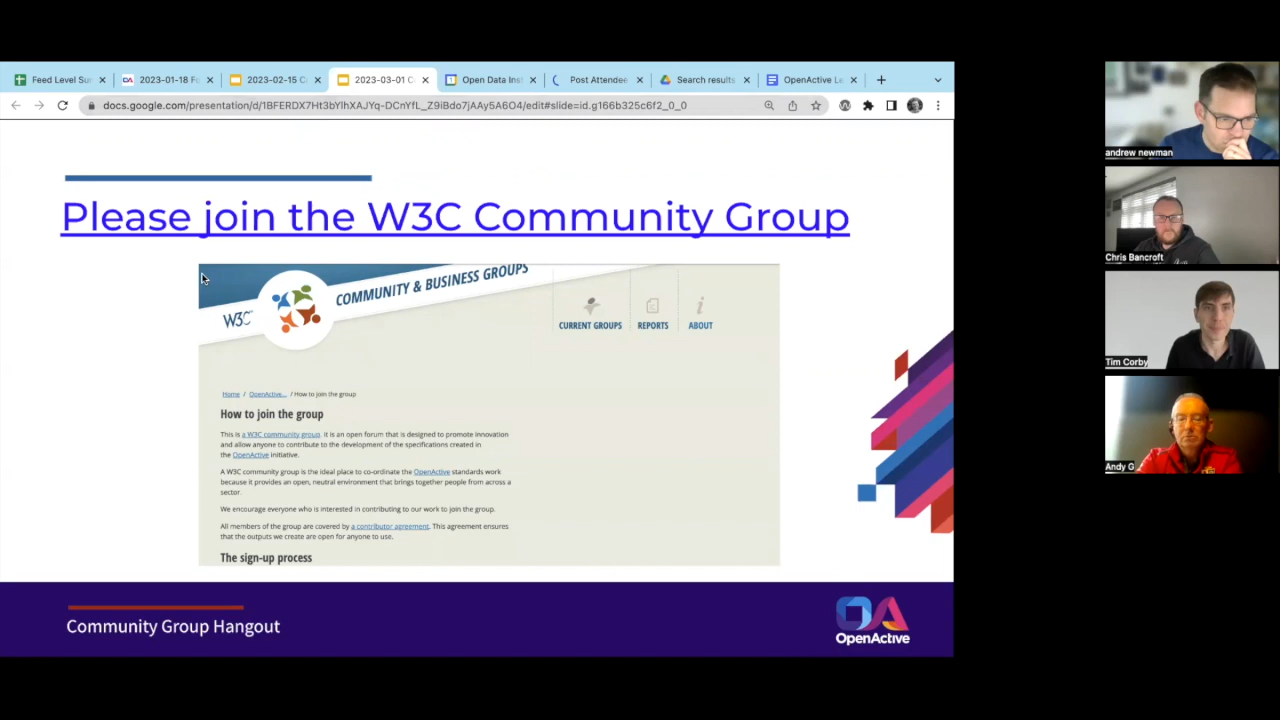 Feed Level Sum
2023-01-18 Fo
2023-02-15 C
2023-03-01 C
Open Data Inst
Post Attendee
Search results
OpenActive Le
docs.google.com/presentation/d/1BFERDX7Ht3bYlhXAJYq-DCnYfL_Z9iBdo7jAAy5A6O4/edit#slide=id.g166b325c6f2_0_0
Please join the W3C Community Group
W3C
COMMUNITY & BUSINESS GROUPS
CURRENT GROUPS
REPORTS
ABOUT
Home / OpenActive... / How to join the group
How to join the group
This is a W3C community group. It is an open forum that is designed to promote innovation
and allow anyone to contribute to the development of the specifications created in
the OpenActive initiative.
A W3C community group is the ideal place to co-ordinate the OpenActive standards work
because it provides an open, neutral environment that brings together people from across a
sector.
We encourage everyone who is interested in contributing to our work to join the group.
All members of the group are covered by a contributor agreement. This agreement ensures
that the outputs we create are open for anyone to use.
The sign-up process
Community Group Hangout
OA
OpenActive
andrew newman
Chris Bancroft
Tim Corby
Andy G